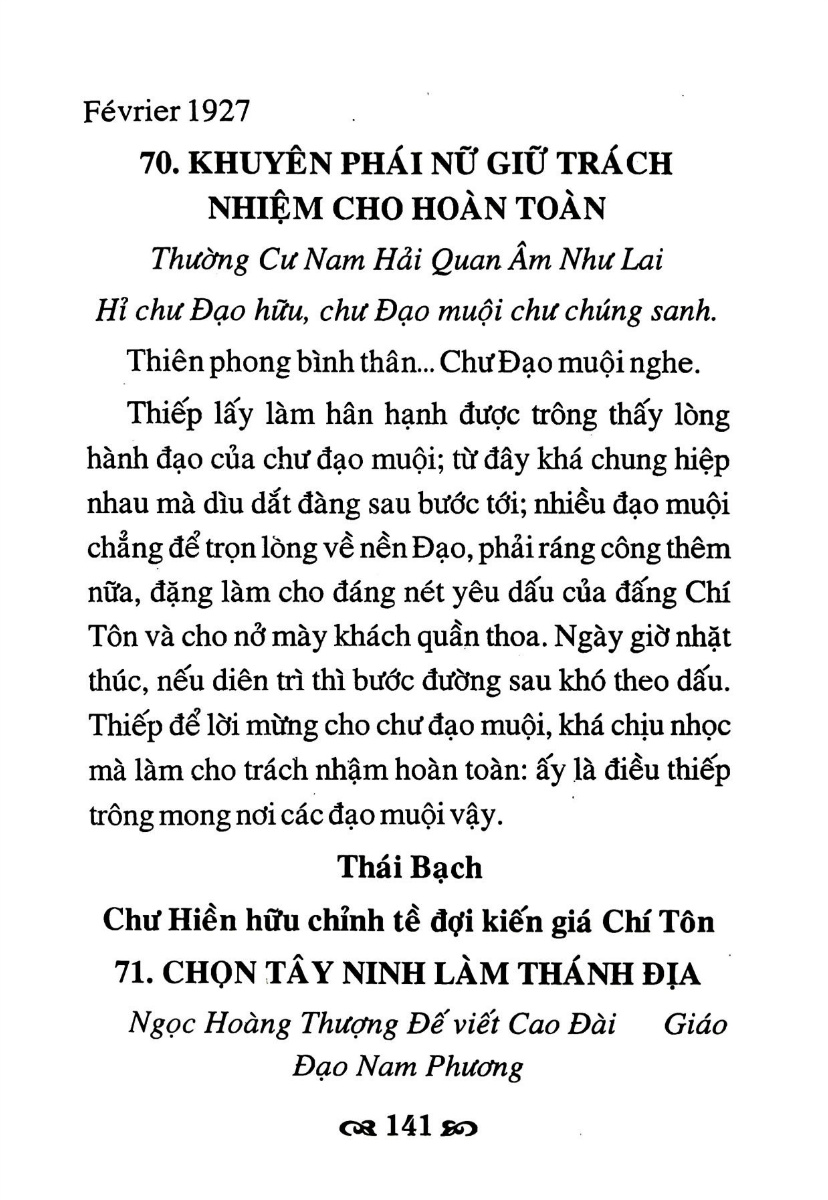 Février 1927
70. KHUYÊN PHÁI NỮ GIỮ TRÁCH
NHIỆM CHO HOÀN TOÀN
Thường Cư Nam Hải Quan Âm Như Lai
Hỉ chư Đạo hữu, chư Đạo muội chư chúng sanh.
Thiên phong bình thân... Chư Đạo muội nghe.
Thiếp lấy làm hân hạnh được trông thấy lòng
hành đạo của chư đạo muội; từ đây khá chung hiệp
nhau mà dìu dắt đàng sau bước tới; nhiều đạo muội
chẳng để trọn lòng về nền Đạo, phải ráng công thêm
nữa, đặng làm cho đáng nét yêu dấu của đấng Chí
Tôn và cho nở mày khách quần thoa. Ngày giờ nhặt
thúc, nếu diên trì thì bước đường sau khó theo dấu.
Thiếp để lời mừng cho chư đạo muội, khá chịu nhọc
mà làm cho trách nhậm hoàn toàn: ấy là điều thiếp
trông mong nơi các đạo muội vậy.
Thái Bạch
Chư Hiền hữu chỉnh tề đợi kiến giá Chí Tôn
71. CHỌN TÂY NINH LÀM THÁNH ĐỊA
Ngọc Hoàng Thượng Đế viết Cao Đài Giáo
Đạo Nam Phương
141